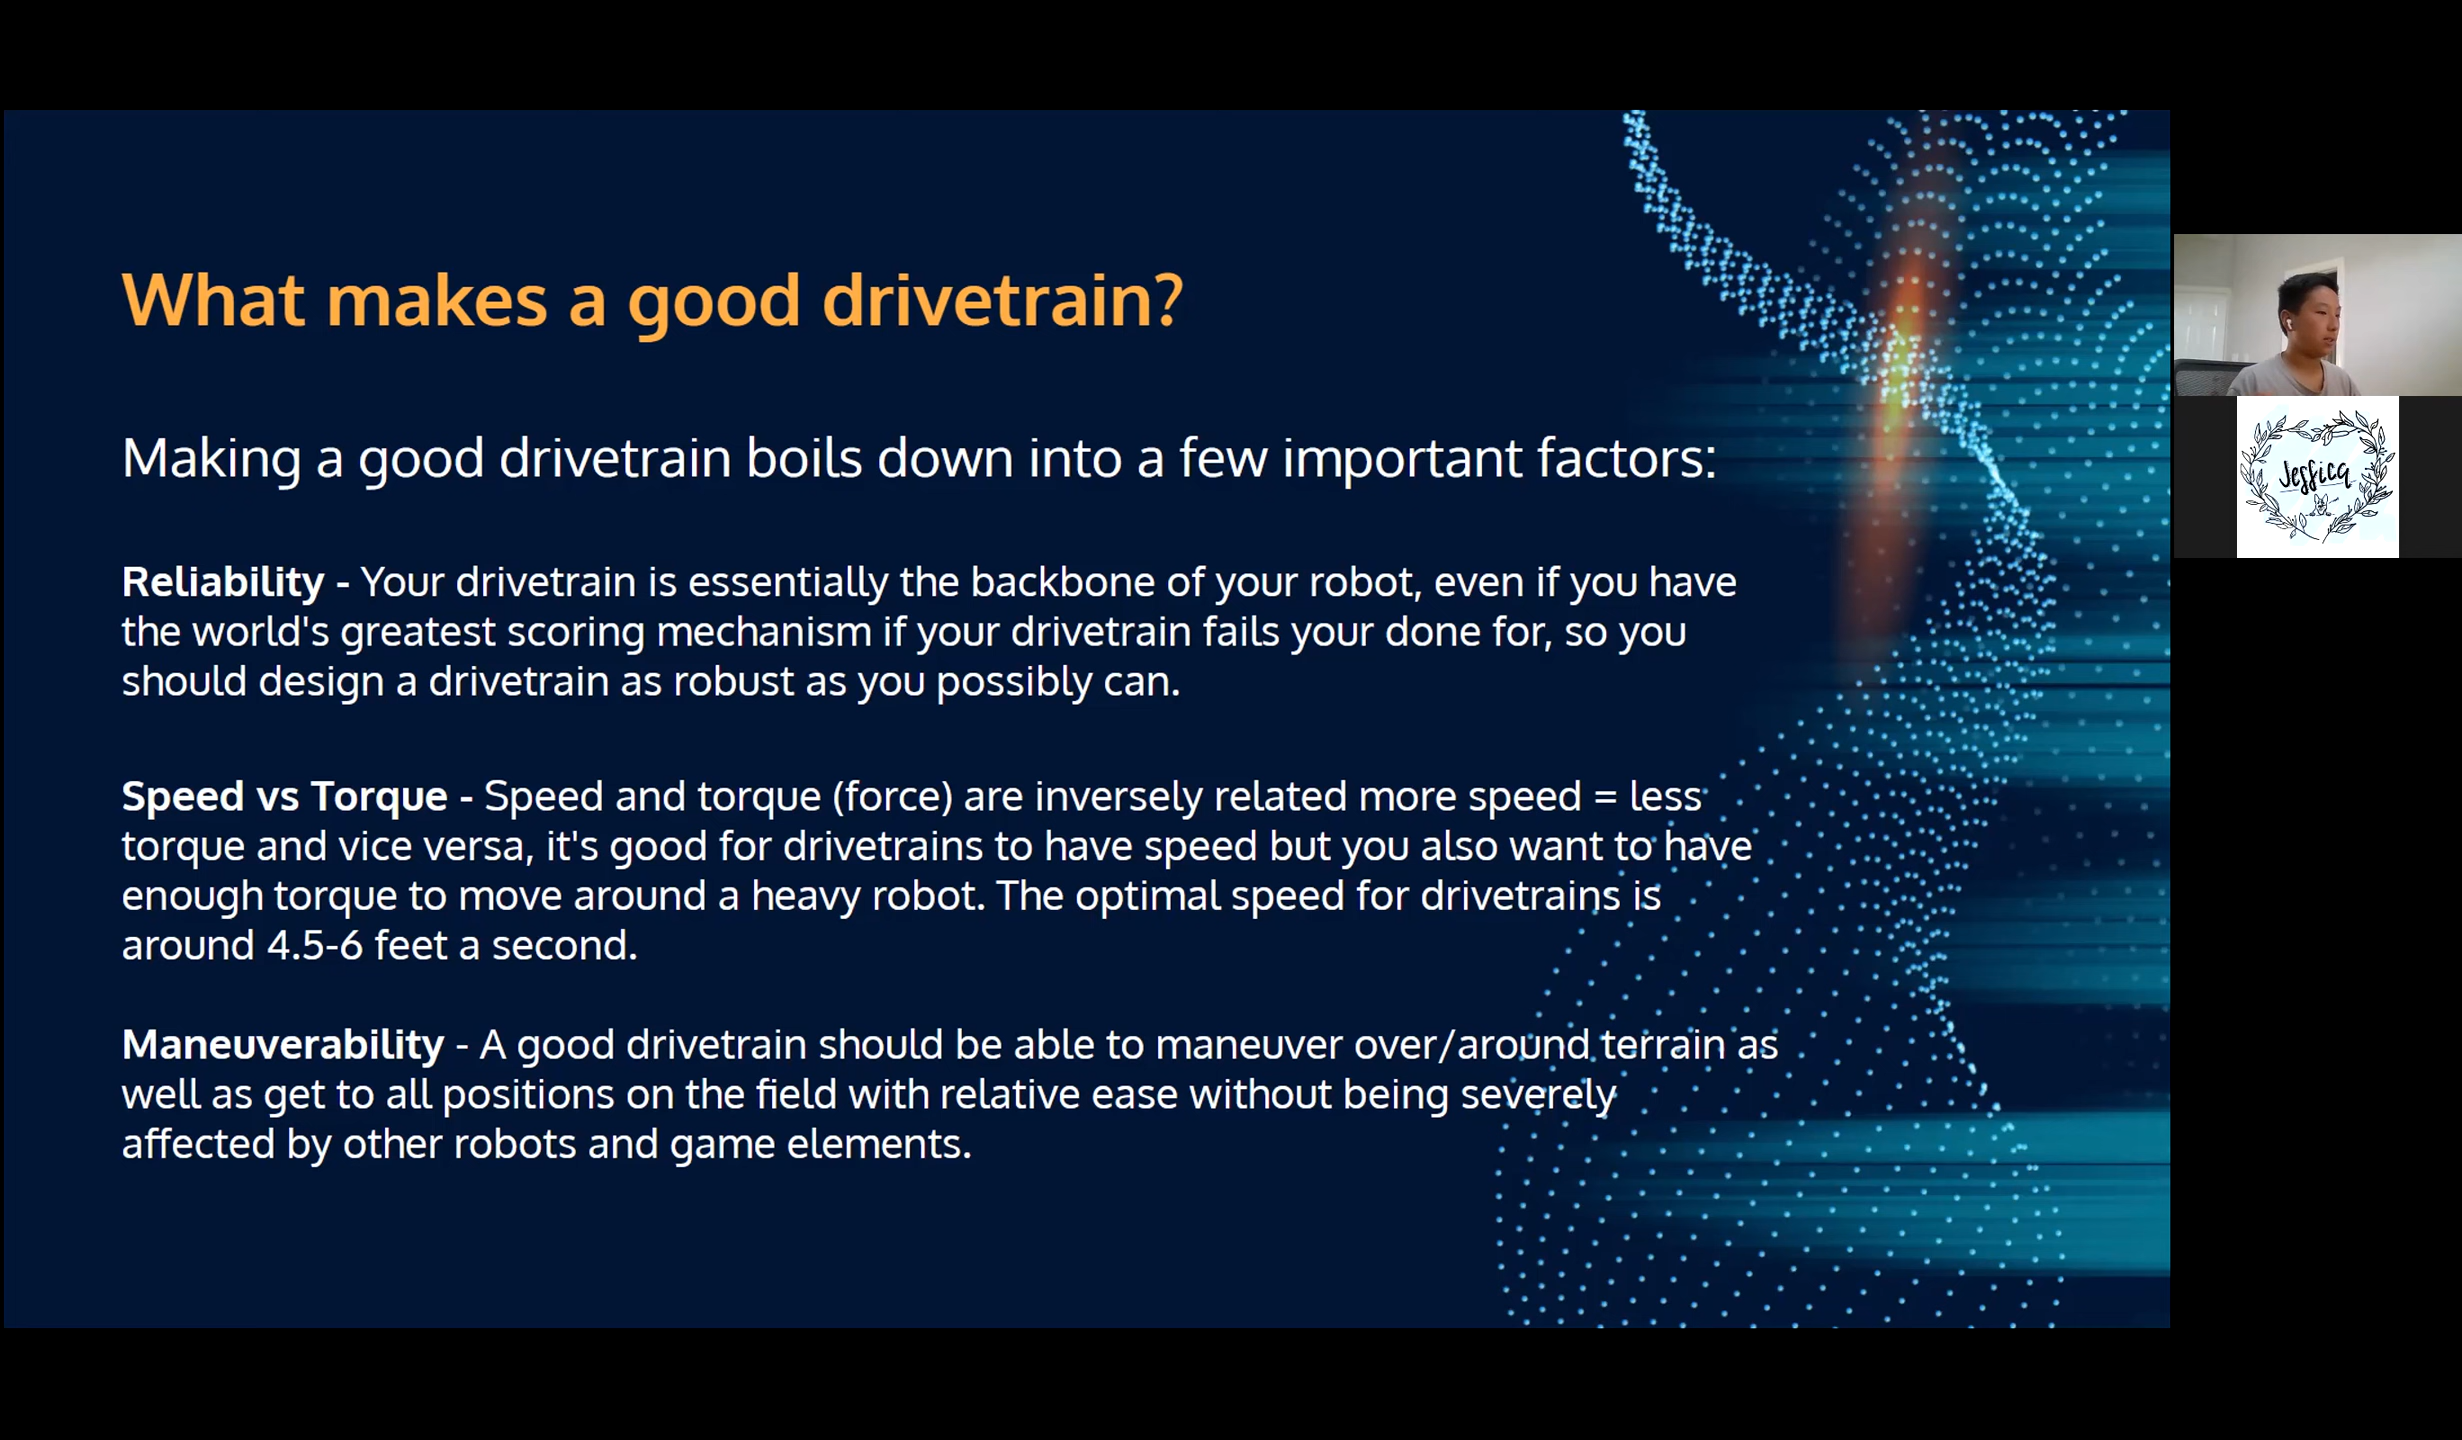 What makes a good drivetrain?
Making a good drivetrain boils down into a few important factors:
Reliability - Your drivetrain is essentially the backbone of your robot, even if you have
the world's greatest scoring mechanism if your drivetrain fails your done for, so you
should design a drivetrain as robust as you possibly can.
Speed vs Torque - Speed and torque (force) are inversely related more speed = less
torque and vice versa, it's good for drivetrains to have speed but you also want to have
enough torque to move around a heavy robot. The optimal speed for drivetrains is
around 4.5-6 feet a second.
Maneuverability - A good drivetrain should be able to maneuver over/around terrain as
well as get to all positions on the field with relative ease without being severely
affected by other robots and game elements.
Jessica